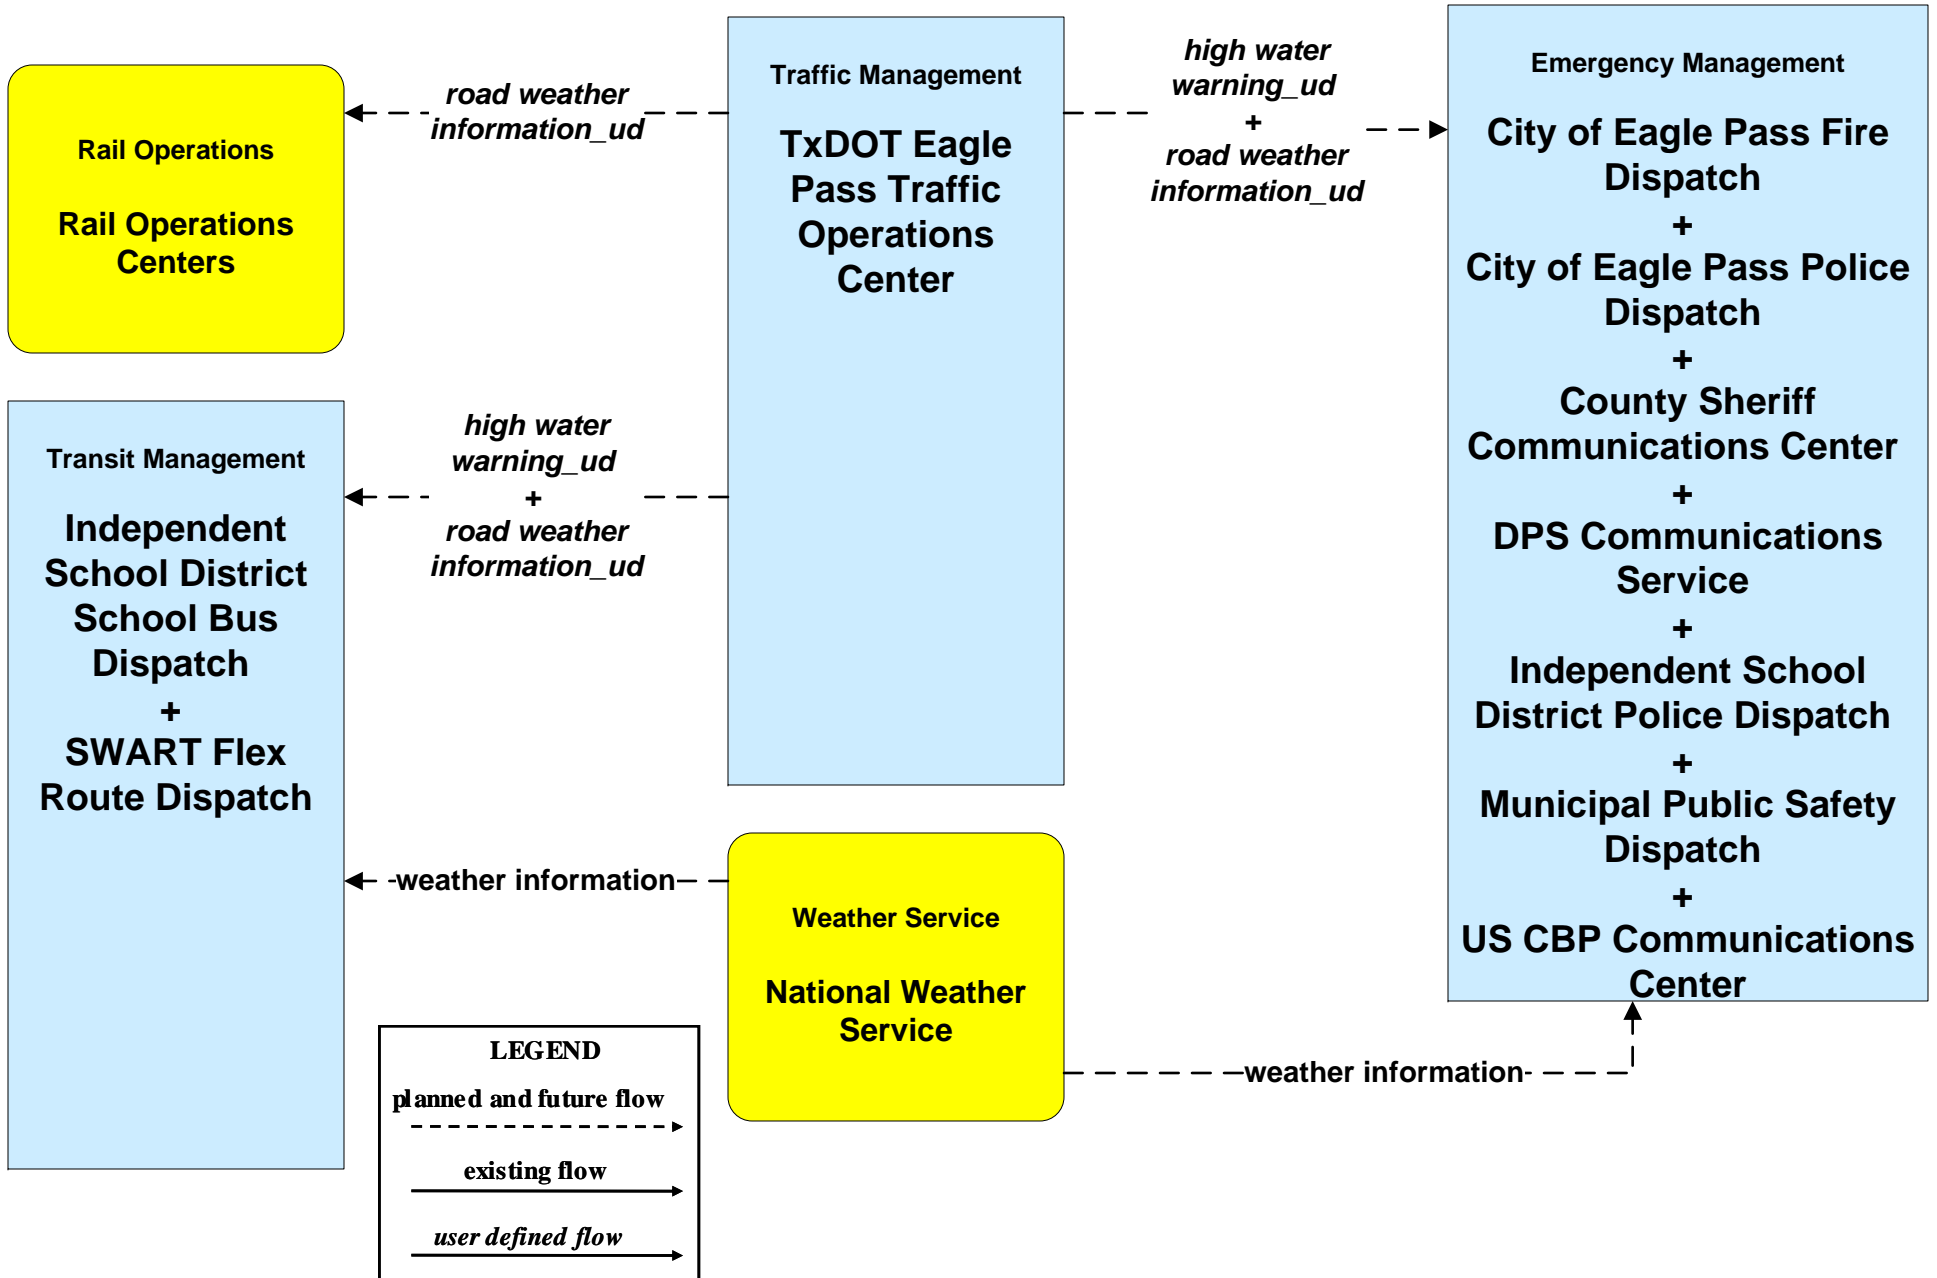 Rail Operations
Rail Operations
Centers
road weather
information_ud
Traffic Management
TxDOT Eagle
Pass Traffic
Operations
Center
high water
warning_ud
+
road weather
information_ud
Emergency Management
City of Eagle Pass Fire
Dispatch
+
City of Eagle Pass Police
Dispatch
+
County Sheriff
Communications Center
+
DPS Communications
Service
+
Independent School
District Police Dispatch
+
Municipal Public Safety
Dispatch
+
US CBP Communications
Center
Transit Management
Independent
School District
School Bus
Dispatch
+
SWART Flex
Route Dispatch
high water
warning_ud
+
road weather
information_ud
weather information
Weather Service
National Weather
Service
weather information
LEGEND
planned and future flow
existing flow
user defined flow